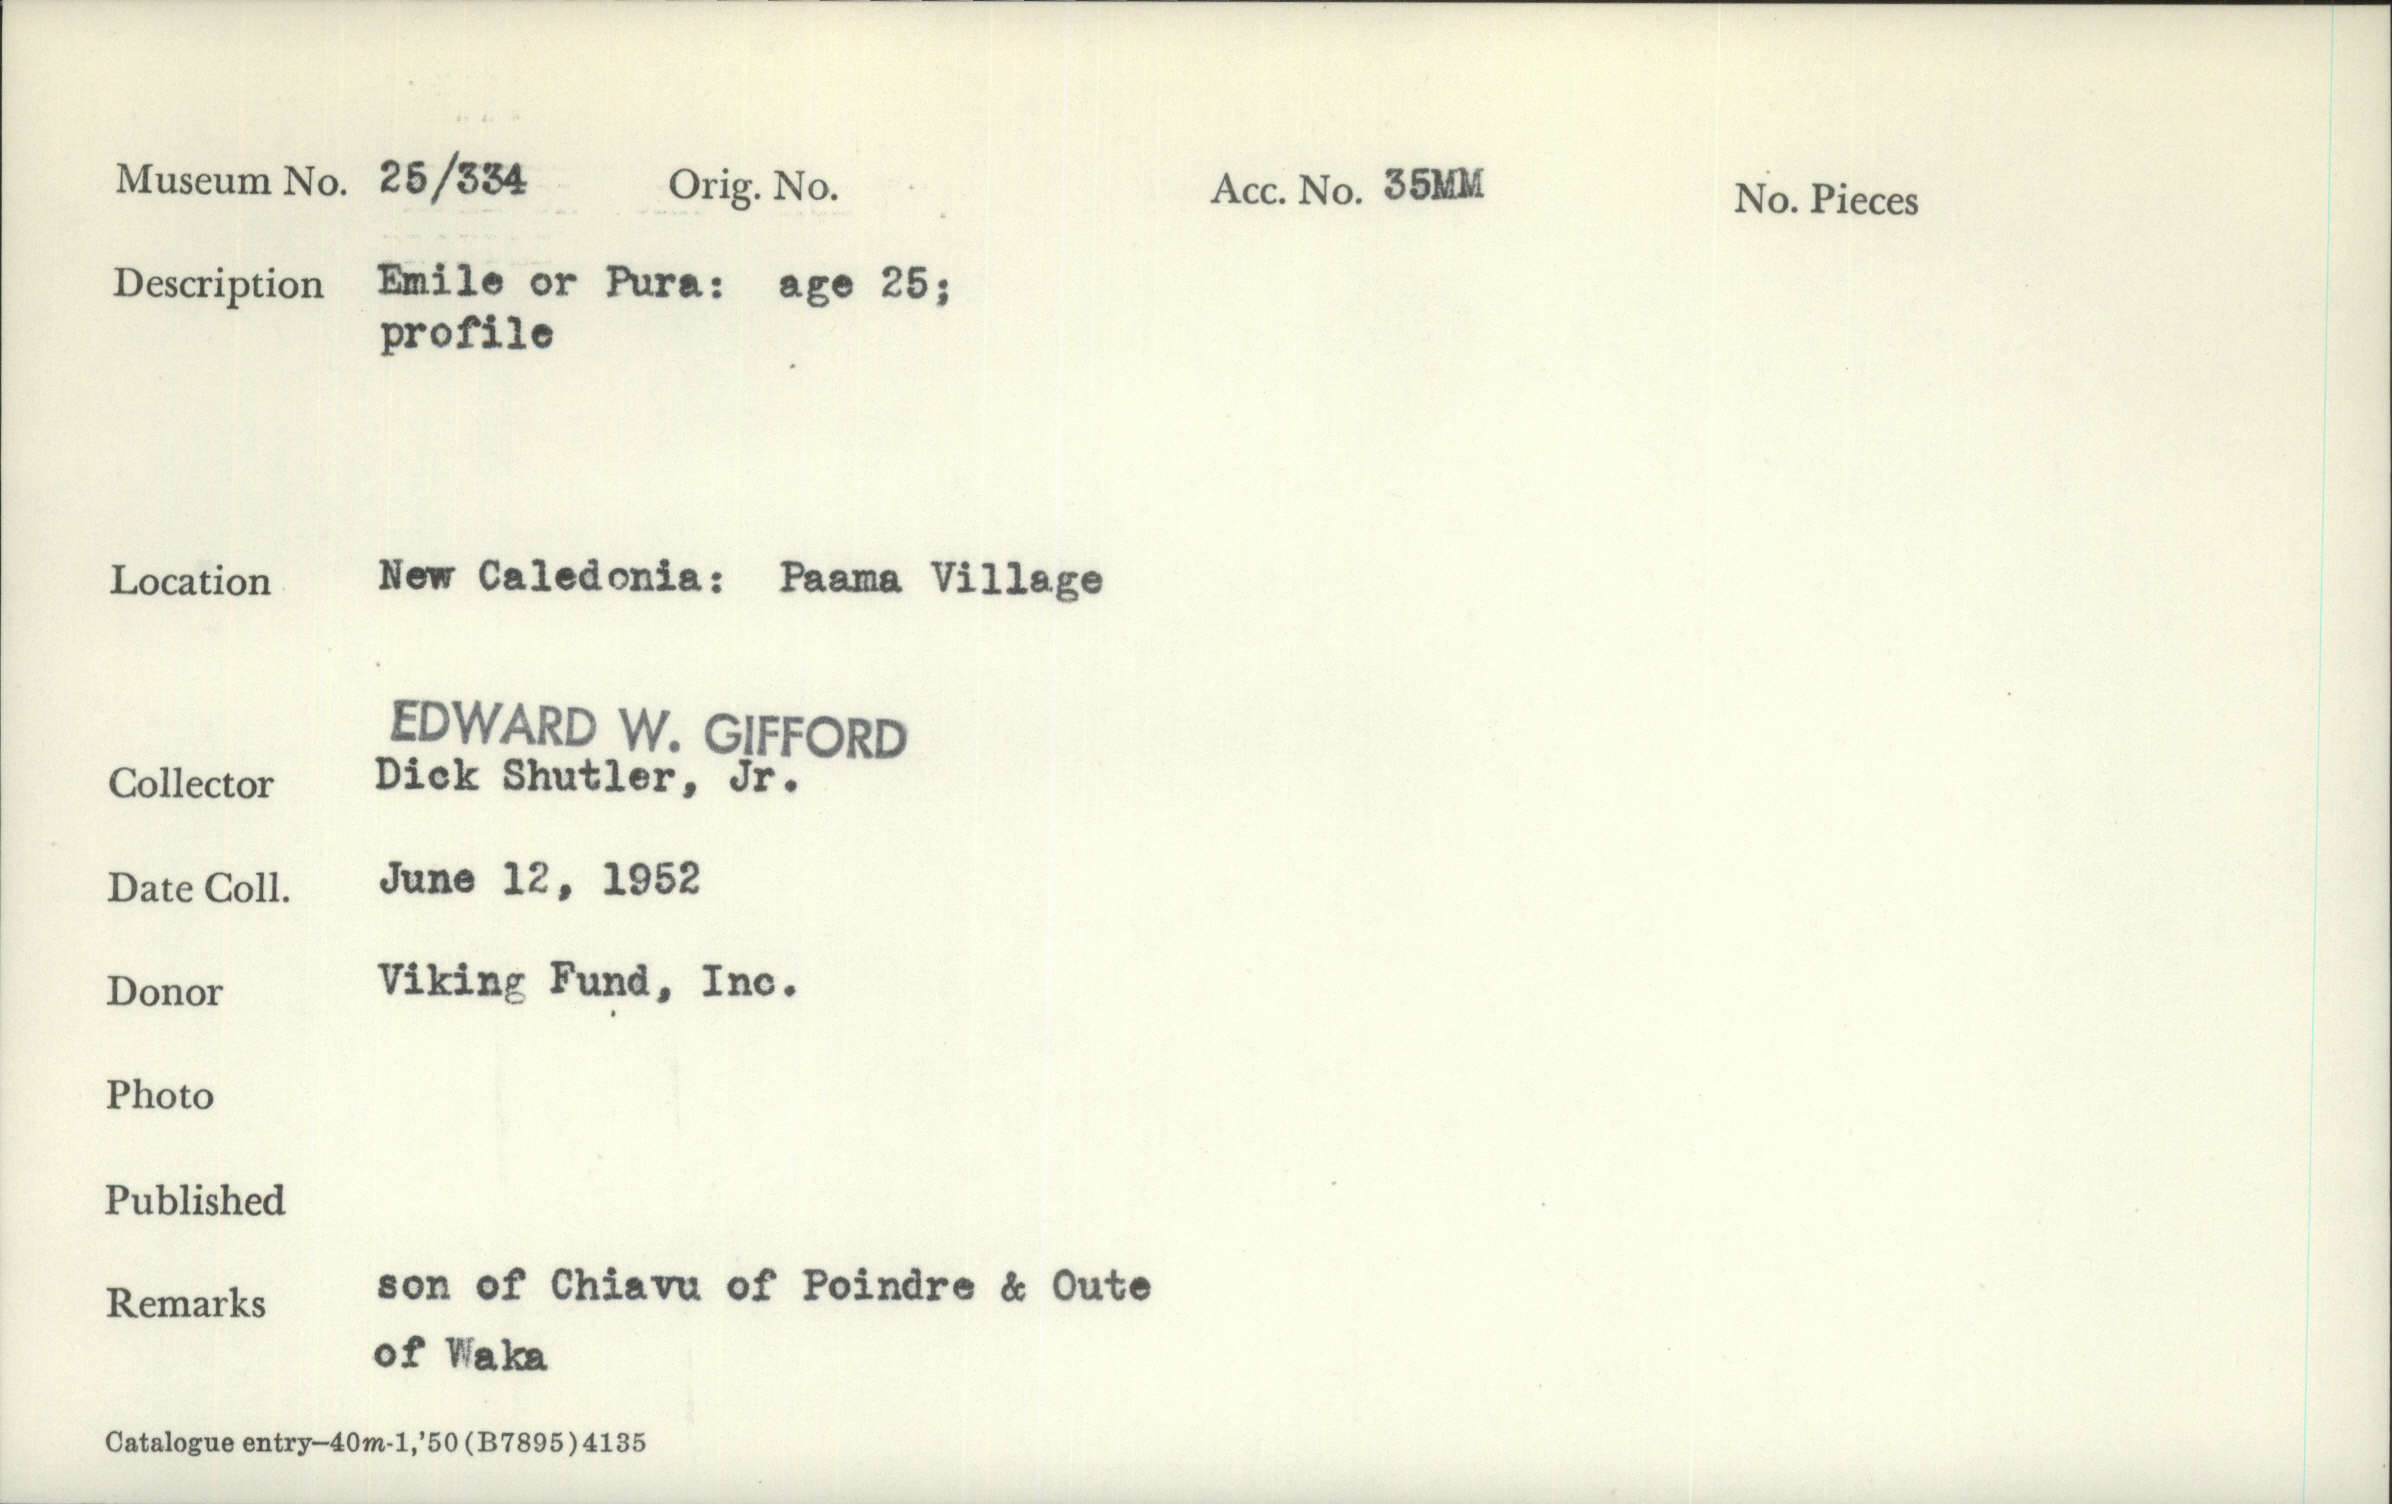 Museum No. 25/334 Orig. No. Acc. No. 35MM No. Pieces
Description Emile or Pura: age 25;
profile
Location New Caledonia: Paama Village
EDWARD W. GIFFORD
Collector Dick Shutler, Jr.
Date Coll. June 12, 1952
Donor Viking Fund, Inc.
Photo
Published
Remarks son of Chiavu of Poindre & Oute
of Waka
Catalogue entry—40m-1,'50(B7895)4135